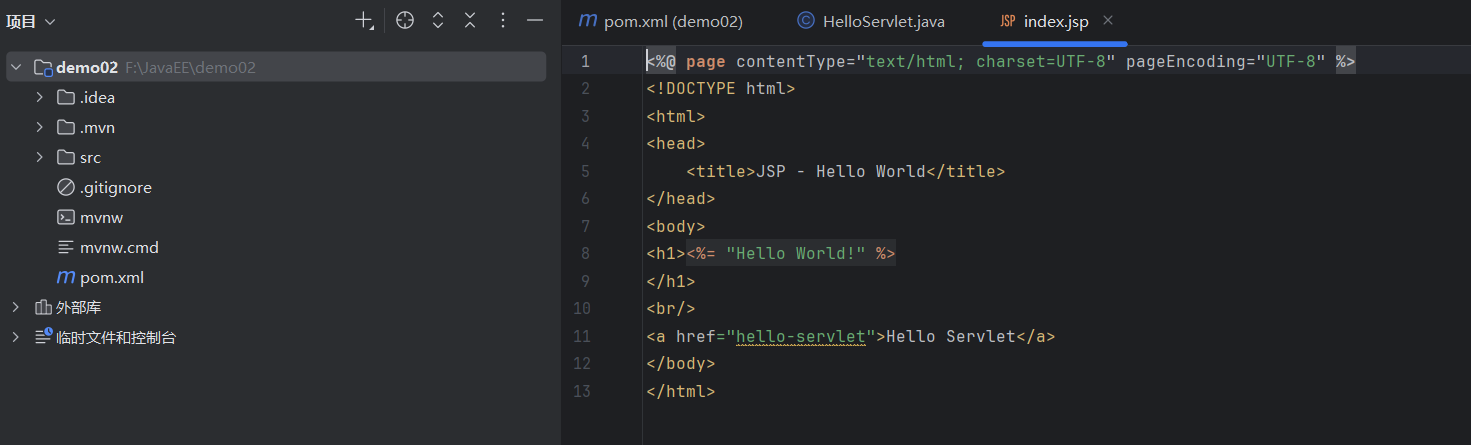 项目
demo02 F:\JavaEE\demo02
.idea
.mvn
src
.gitignore
mvnw
mvnw.cmd
m pom.xml
外部库
临时文件和控制台
m pom.xml (demo02) © HelloServlet.java JSP index.jsp ×
1 <%@ page contentType="text/html; charset=UTF-8" pageEncoding="UTF-8" %>
2 <!DOCTYPE html>
3 <html>
4 <head>
5     <title>JSP - Hello World</title>
6 </head>
7 <body>
8 <h1><%= "Hello World!" %>
9 </h1>
10 <br/>
11 <a href="hello-servlet">Hello Servlet</a>
12 </body>
13 </html>